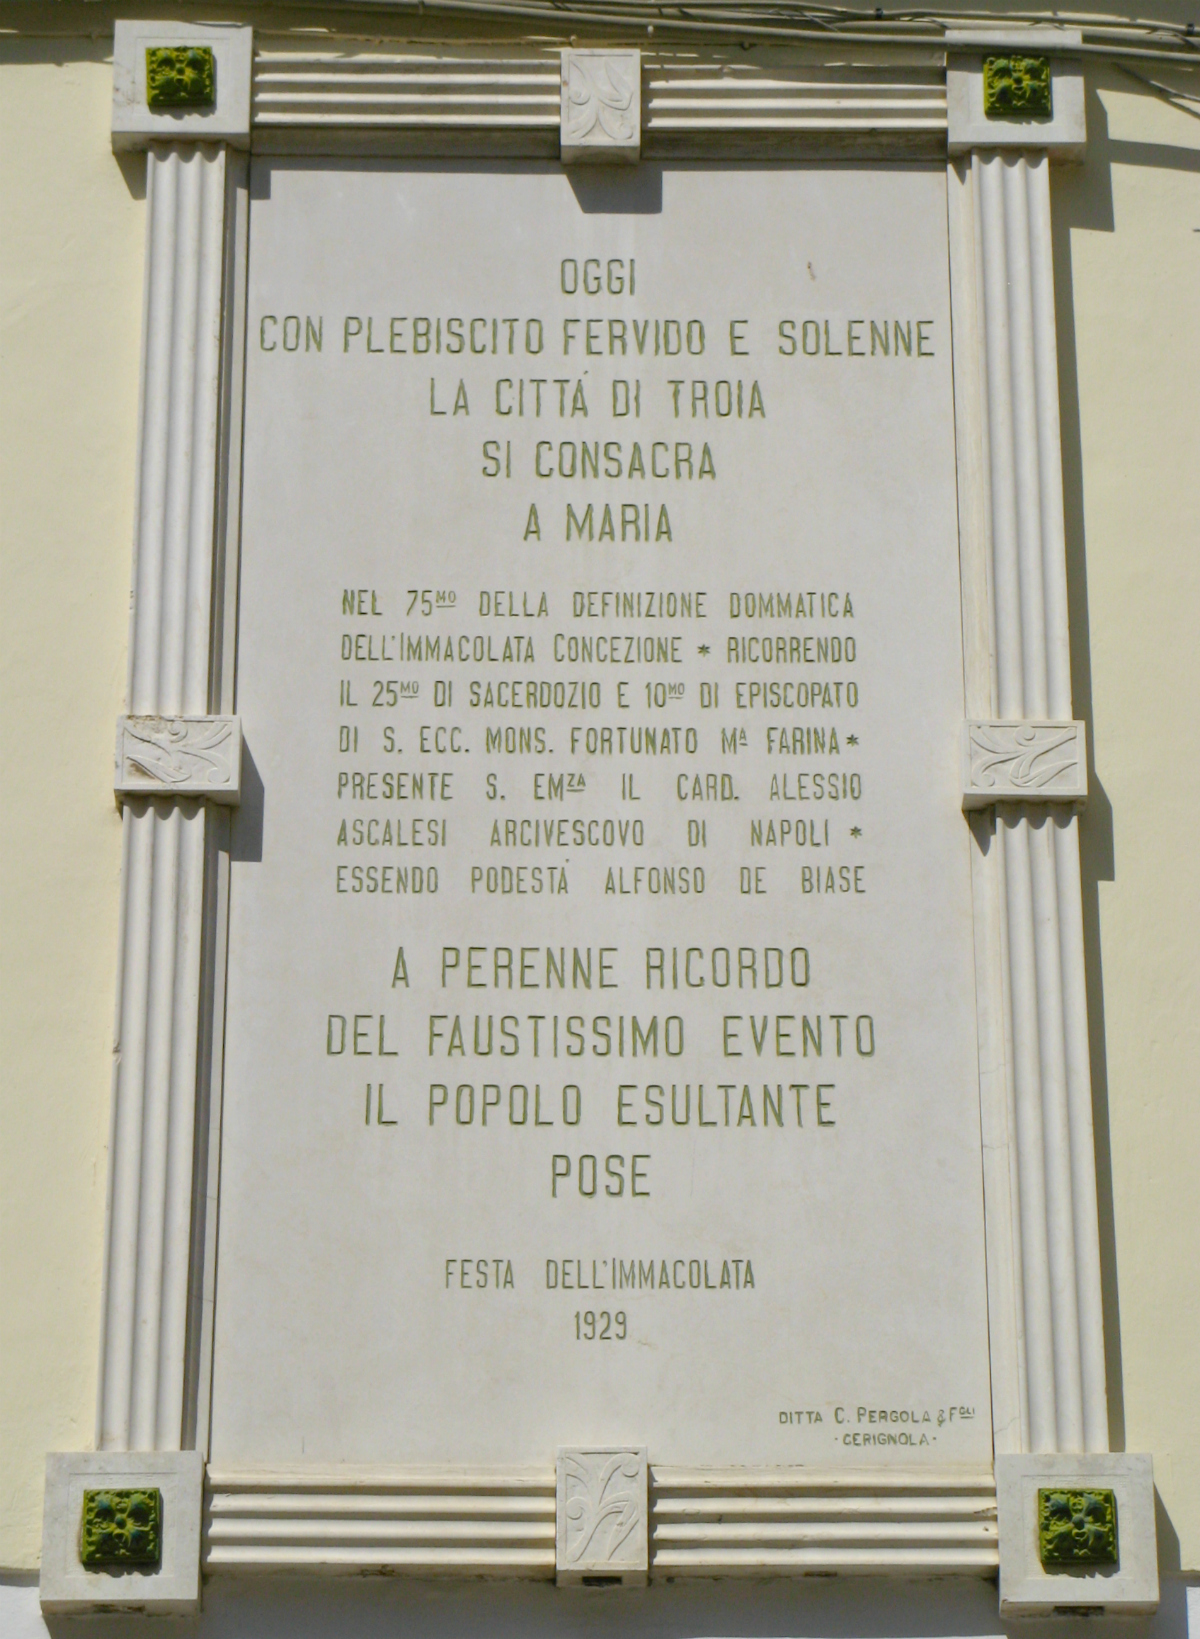 OGGI
CON PLEBISCITO FERVIDO E SOLENNE
LA CITTÁ DI TROIA
SI CONSACRA
A MARIA
NEL 75MO DELLA DEFINIZIONE DOMMATICA
DELL'IMMACOLATA CONCEZIONE * RICORRENDO
IL 25MO DI SACERDOZIO E 10MO DI EPISCOPATO
DI S. ECC. MONS. FORTUNATO MA FARINA *
PRESENTE S. EMZA IL CARD. ALESSIO
ASCALESI ARCIVESCOVO DI NAPOLI *
ESSENDO PODESTÁ ALFONSO DE BIASE
A PERENNE RICORDO
DEL FAUSTISSIMO EVENTO
IL POPOLO ESULTANTE
POSE
FESTA DELL'IMMACOLATA
1929
DITTA C. PERGOLA & FGLI
·CERIGNOLA·